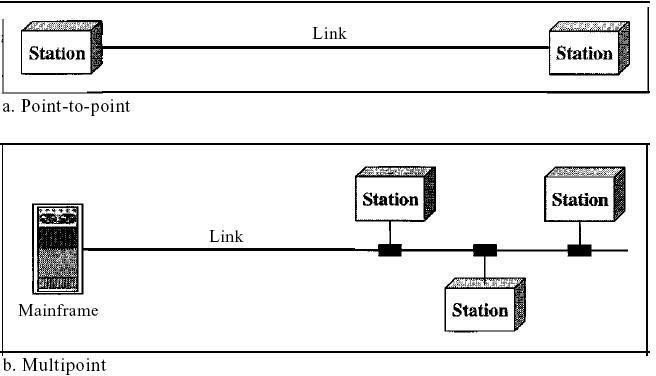 Link
Station
Station
a. Point-to-point
Station
Station
Link
Station
Mainframe
b. Multipoint